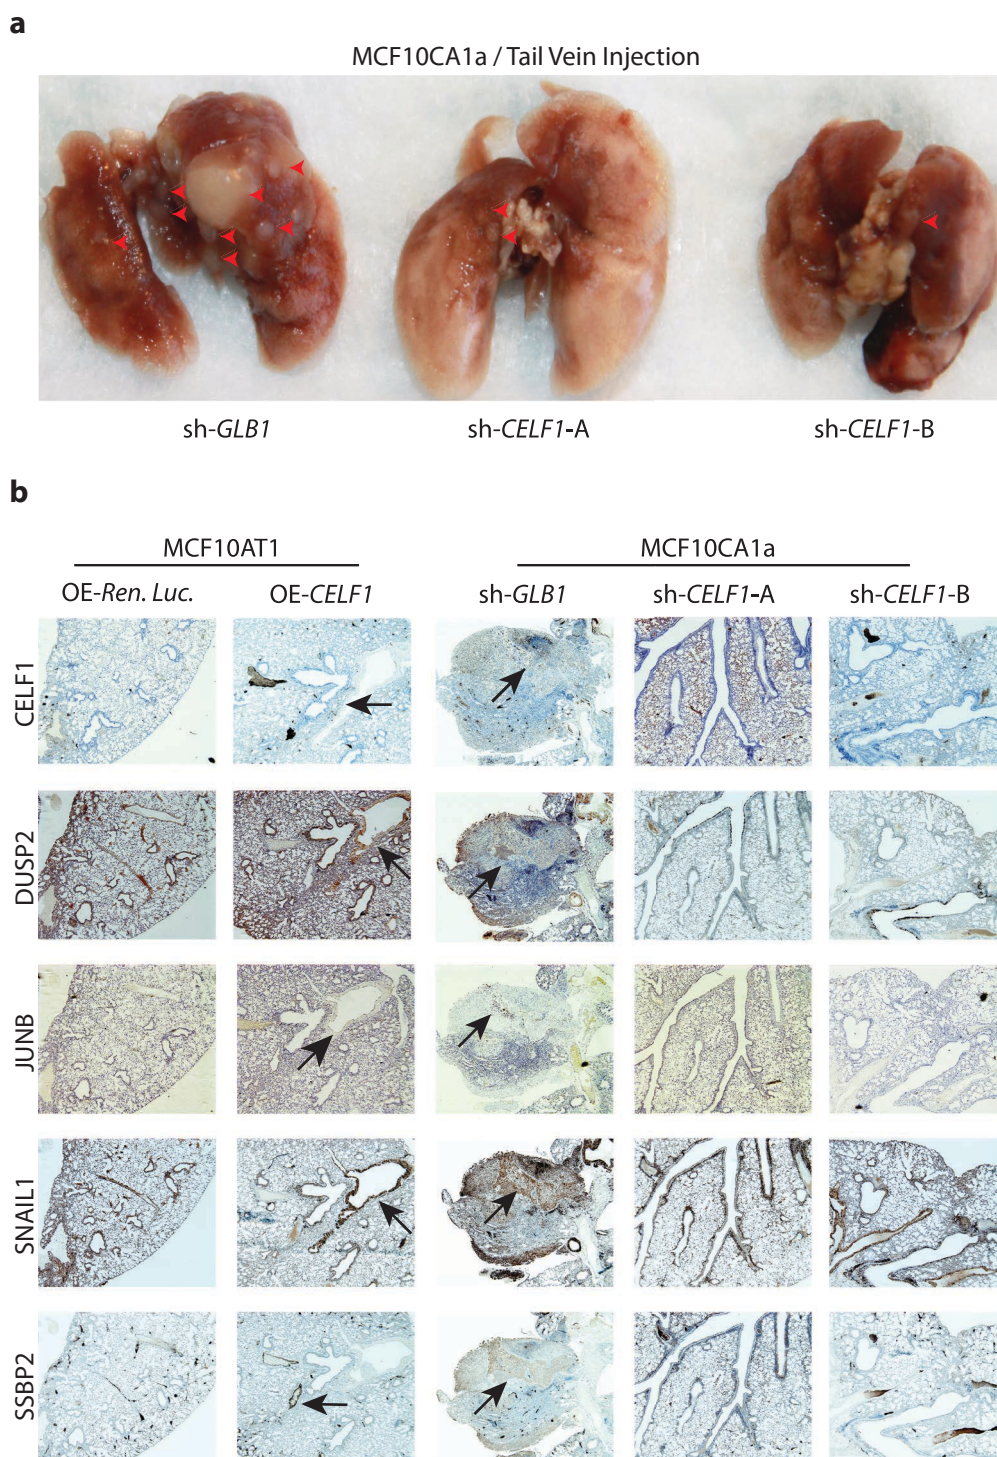 a
MCF10CA1a / Tail Vein Injection
sh-GLB1
sh-CELF1-A
sh-CELF1-B
b
MCF10AT1
MCF10CA1a
OE-Ren. Luc.
OE-CELF1
sh-GLB1
sh-CELF1-A
sh-CELF1-B
CELF1
DUSP2
JUNB
SNAIL1
SSBP2